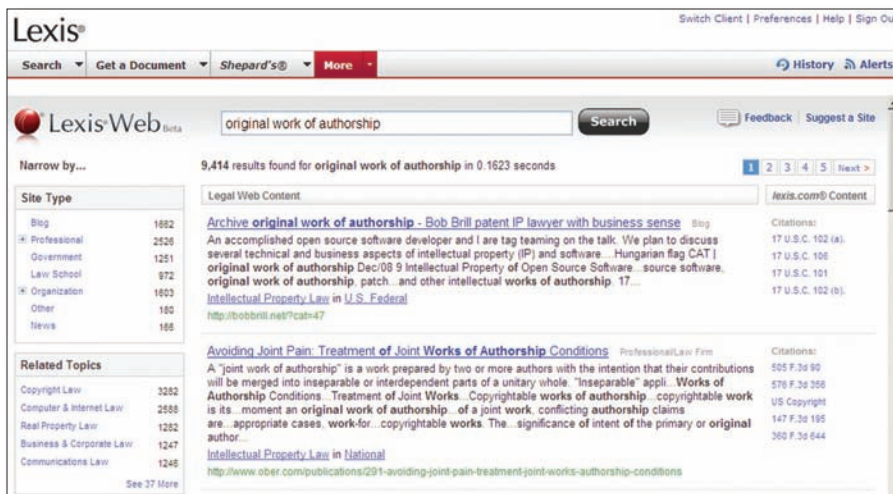 Switch Client | Preferences | Help | Sign Ou
Lexis®
Search Get a Document Shepard's® More History Alerts
Lexis Web Beta original work of authorship Search Feedback Suggest a Site
Narrow by... 9,414 results found for original work of authorship in 0.1623 seconds 1 2 3 4 5 Next >
Site Type
Blog 1662
Professional 2526
Government 1251
Law School 972
Organization 1603
Other 180
News 166
Related Topics
Copyright Law 3262
Computer & Internet Law 2588
Real Property Law 1262
Business & Corporate Law 1247
Communications Law 1246
See 37 More
Legal Web Content
Archive original work of authorship - Bob Brill patent IP lawyer with business sense Blog
An accomplished open source software developer and I are tag teaming on the talk. We plan to discuss
several technical and business aspects of intellectual property (IP) and software....Hungarian flag CAT |
original work of authorship Dec/08 9 Intellectual Property of Open Source Software...source software,
original work of authorship, patch...and other intellectual works of authorship. 17...
Intellectual Property Law in U.S. Federal
http://bobbrill.net/?cat=47
Avoiding Joint Pain: Treatment of Joint Works of Authorship Conditions Professional/Law Firm
A "joint work of authorship" is a work prepared by two or more authors with the intention that their contributions
will be merged into inseparable or interdependent parts of a unitary whole. "Inseparable" appli...Works of
Authorship Conditions...Treatment of Joint Works...Copyrightable works of authorship...copyrightable work
is its...moment an original work of authorship...of a joint work, conflicting authorship claims
are...appropriate cases, work-for...copyrightable works. The...significance of intent of the primary or original
author...
Intellectual Property Law in National
http://www.ober.com/publications/291-avoiding-joint-pain-treatment-joint-works-authorship-conditions
lexis.com® Content
Citations:
17 U.S.C. 102 (a).
17 U.S.C. 106
17 U.S.C. 101
17 U.S.C. 102 (b).
Citations:
505 F.3d 90
576 F.3d 356
US Copyright
147 F.3d 195
360 F.3d 644